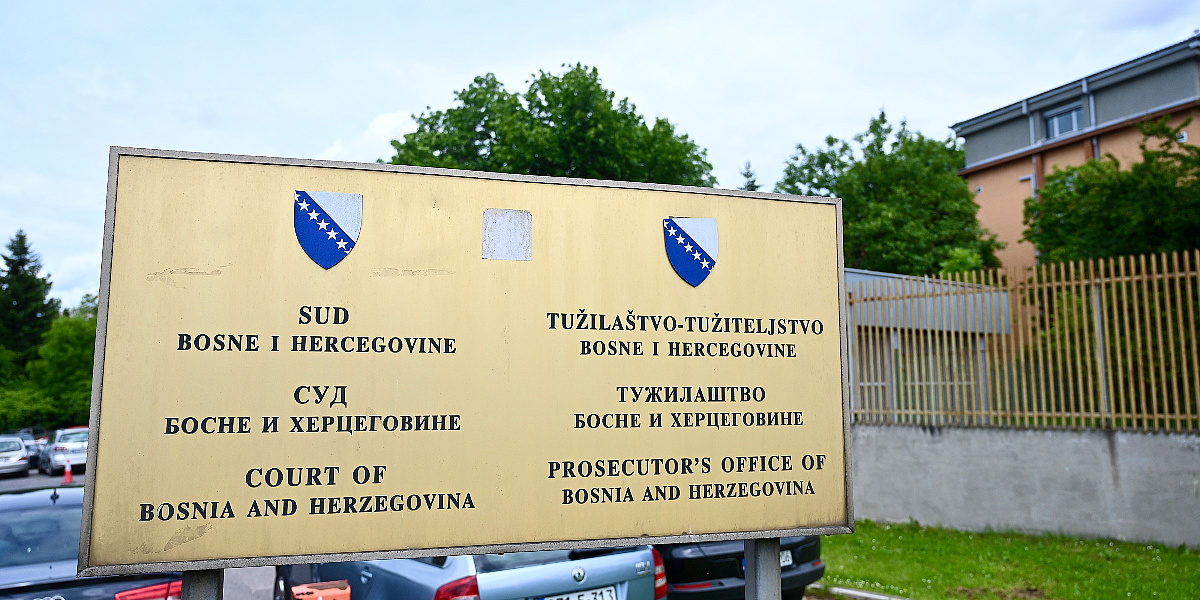 SUD
BOSNE I HERCEGOVINE
СУД
БОСНЕ И ХЕРЦЕГОВИНЕ
COURT OF
BOSNIA AND HERZEGOVINA
TUŽILAŠTVO-TUŽITELJSTVO
BOSNE I HERCEGOVINE
ТУЖИЛАШТВО
БОСНЕ И ХЕРЦЕГОВИНЕ
PROSECUTOR'S OFFICE OF
BOSNIA AND HERZEGOVINA